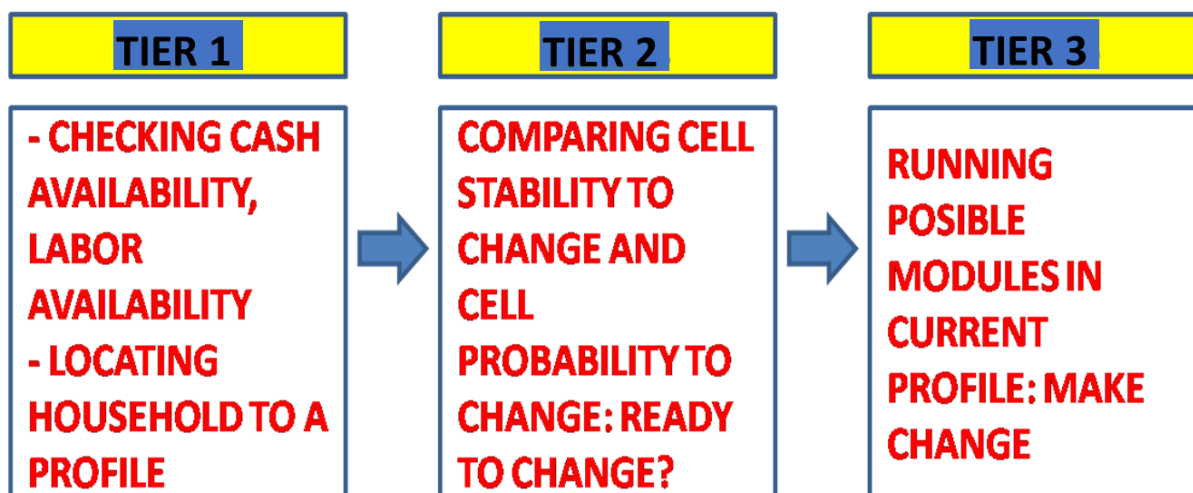 TIER 1
- CHECKING CASH
AVAILABILITY,
LABOR
AVAILABILITY
- LOCATING
HOUSEHOLD TO A
PROFILE
TIER 2
COMPARING CELL
STABILITY TO
CHANGE AND
CELL
PROBABILITY TO
CHANGE: READY
TO CHANGE?
TIER 3
RUNNING
POSIBLE
MODULES IN
CURRENT
PROFILE: MAKE
CHANGE